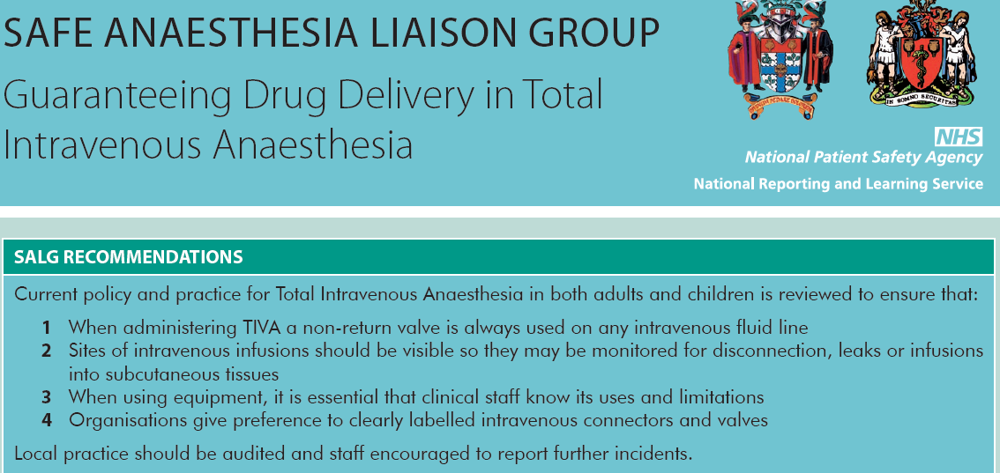 SAFE ANAESTHESIA LIAISON GROUP
Guaranteeing Drug Delivery in Total
Intravenous Anaesthesia
IN SOMNO SECURITAS
NHS
National Patient Safety Agency
National Reporting and Learning Service
SALG RECOMMENDATIONS
Current policy and practice for Total Intravenous Anaesthesia in both adults and children is reviewed to ensure that:
1 When administering TIVA a non-return valve is always used on any intravenous fluid line
2 Sites of intravenous infusions should be visible so they may be monitored for disconnection, leaks or infusions
into subcutaneous tissues
3 When using equipment, it is essential that clinical staff know its uses and limitations
4 Organisations give preference to clearly labelled intravenous connectors and valves
Local practice should be audited and staff encouraged to report further incidents.